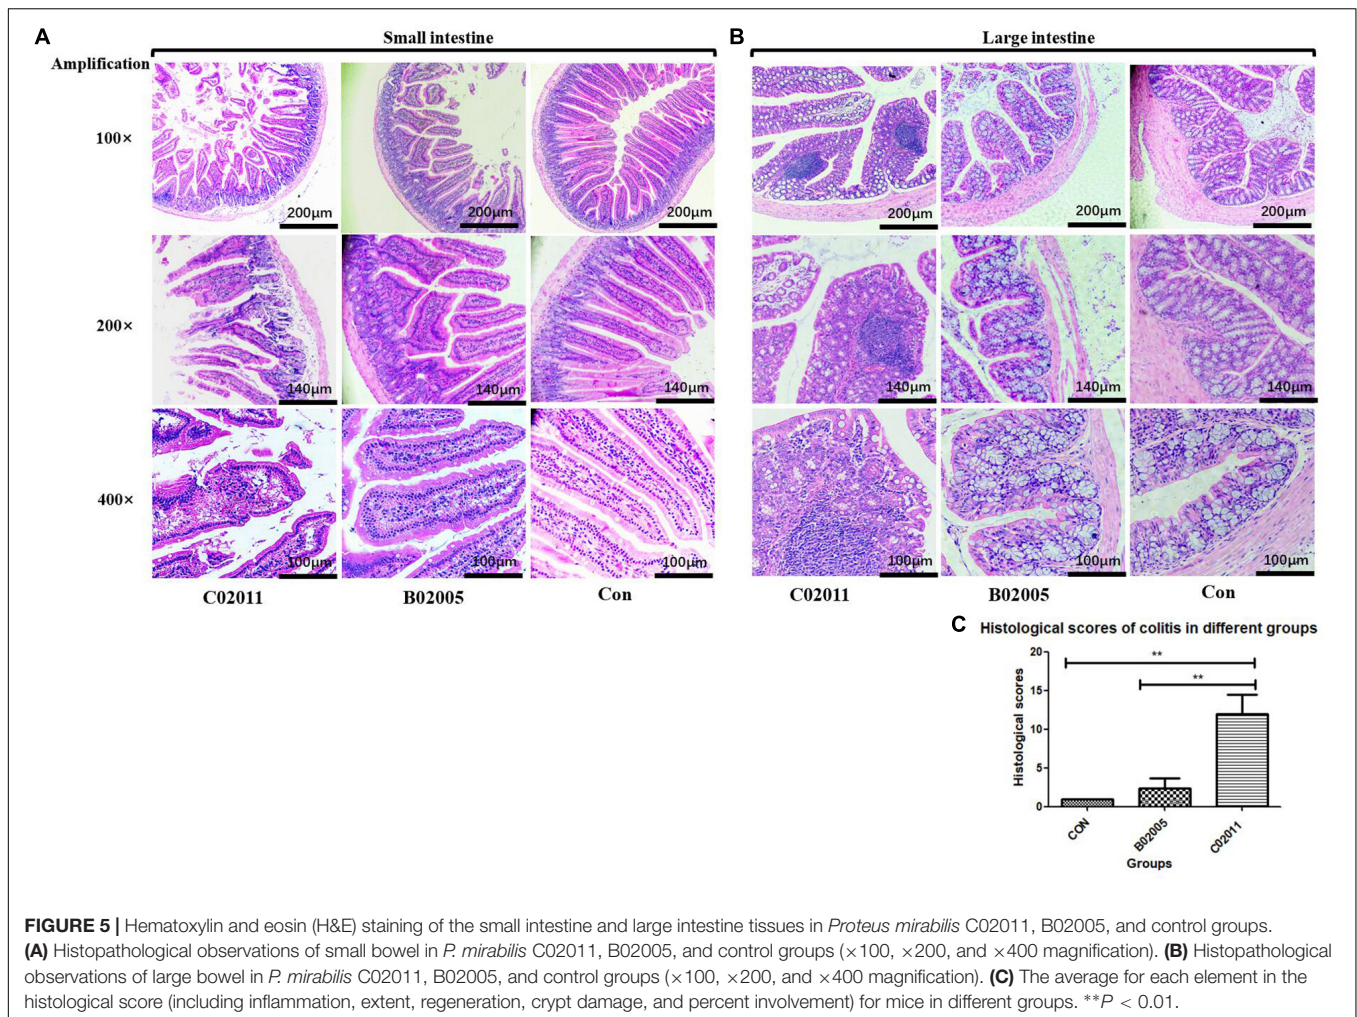 A
Small intestine
Amplification
100×
200μm
200μm
200μm
200×
140μm
140μm
140μm
400×
100μm
100μm
100μm
C02011
B02005
Con
B
Large intestine
200μm
200μm
200μm
140μm
140μm
140μm
100μm
100μm
100μm
C02011
B02005
Con
C
Histological scores of colitis in different groups
Histological scores
20
15
10
5
0
**
**
CON
B02005
C02011
Groups
FIGURE 5 | Hematoxylin and eosin (H&E) staining of the small intestine and large intestine tissues in Proteus mirabilis C02011, B02005, and control groups.
(A) Histopathological observations of small bowel in P. mirabilis C02011, B02005, and control groups (×100, ×200, and ×400 magnification). (B) Histopathological
observations of large bowel in P. mirabilis C02011, B02005, and control groups (×100, ×200, and ×400 magnification). (C) The average for each element in the
histological score (including inflammation, extent, regeneration, crypt damage, and percent involvement) for mice in different groups. **P < 0.01.